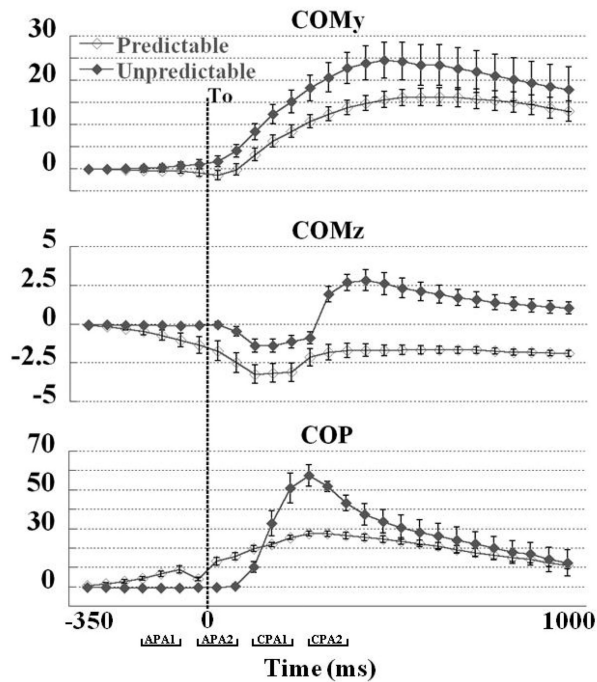 COMy
30
Predictable
Unpredictable
20
To
10
0
COMz
5
2.5
0
-2.5
-5
COP
70
50
30
10
0
-350 0 1000
APA1 APA2 CPA1 CPA2
Time (ms)